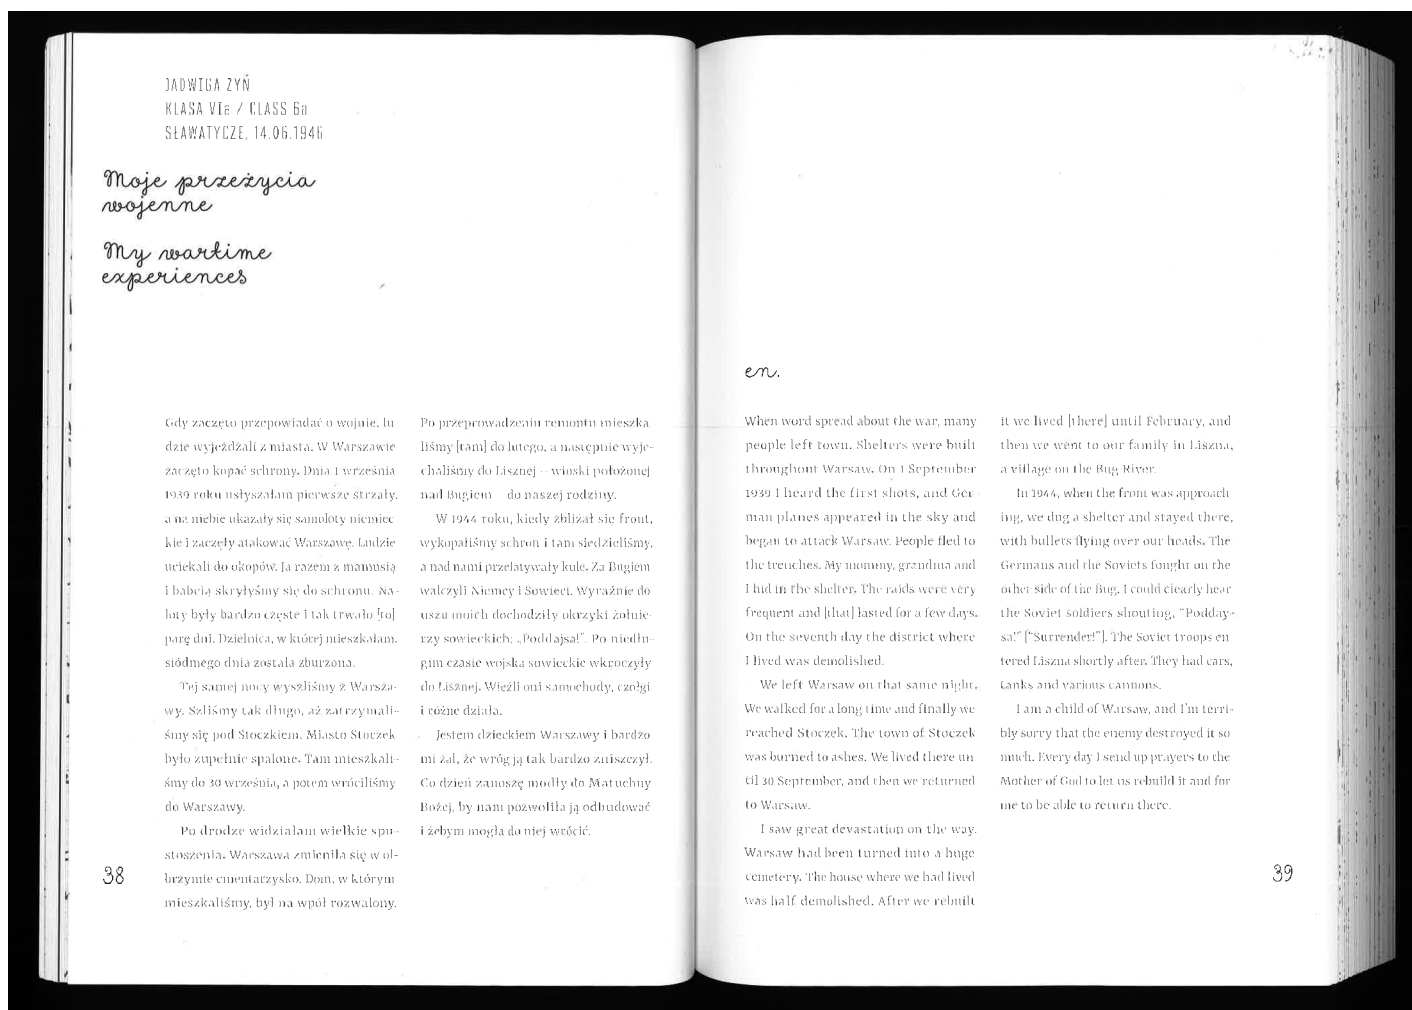 JADWIGA ZYŃ
KLASA VIa / CLASS 6a
SŁAWATYCZE, 14.06.1946
Moje przeżycia
wojenne
My wartime
experiences
Gdy zaczęto przepowiadać o wojnie, lu
dzie wyjeżdżali z miasta. W Warszawie
zaczęto kopać schrony. Dnia 1 września
1939 roku usłyszałam pierwsze strzały,
a na niebie ukazały się samoloty niemiec
kie i zaczęły atakować Warszawę. Ludzie
uciekali do okopów. Ja razem z mamusią
i babcią skryłyśmy się do schronu. Na-
loty były bardzo częste i tak trwało [to]
parę dni. Dzielnica, w której mieszkałam,
siódmego dnia została zburzona.
Tej samej nocy wyszliśmy z Warsza-
wy. Szliśmy tak długo, aż zatrzymali-
śmy się pod Stoczkiem. Miasto Stoczek
było zupełnie spalone. Tam mieszkali-
śmy do 30 września, a potem wróciliśmy
do Warszawy.
Po drodze widziałam wielkie spu-
stoszenia. Warszawa zmieniła się w ol-
brzymie cmentarzysko. Dom, w którym
mieszkaliśmy, był na wpół rozwalony.
Po przeprowadzeniu remontu mieszka
liśmy [tam] do lutego, a następnie wyje-
chaliśmy do Lisznej – wioski położonej
nad Bugiem – do naszej rodziny.
W 1944 roku, kiedy zbliżał się front,
wykopaliśmy schron i tam siedzieliśmy,
a nad nami przelatywały kule. Za Bugiem
walczyli Niemcy i Sowieci. Wyraźnie do
uszu moich dochodziły okrzyki żołnie-
rzy sowieckich: „Poddajsa!”. Po niedłu-
gim czasie wojska sowieckie wkroczyły
do Lisznej. Wieźli oni samochody, czołgi
i różne działa.
Jestem dzieckiem Warszawy i bardzo
mi żal, że wróg ją tak bardzo zniszczył.
Co dzień zanoszę modły do Matuchny
Bożej, by nam pozwoliła ją odbudować
i żebym mogła do niej wrócić.
38
en.
When word spread about the war, many
people left town. Shelters were built
throughout Warsaw. On 1 September
1939 I heard the first shots, and Ger-
man planes appeared in the sky and
began to attack Warsaw. People fled to
the trenches. My mommy, grandma and
I hid in the shelter. The raids were very
frequent and [that] lasted for a few days.
On the seventh day the district where
I lived was demolished.
We left Warsaw on that same night.
We walked for a long time and finally we
reached Stoczek. The town of Stoczek
was burned to ashes. We lived there un
til 30 September, and then we returned
to Warsaw.
I saw great devastation on the way.
Warsaw had been turned into a huge
cemetery. The house where we had lived
was half demolished. After we rebuilt
it we lived [there] until February, and
then we went to our family in Liszna,
a village on the Bug River.
In 1944, when the front was approach
ing, we dug a shelter and stayed there,
with bullets flying over our heads. The
Germans and the Soviets fought on the
other side of the Bug. I could clearly hear
the Soviet soldiers shouting, “Podday-
sa!” [“Surrender!”]. The Soviet troops en
tered Liszna shortly after. They had cars,
tanks and various cannons.
I am a child of Warsaw, and I’m terri-
bly sorry that the enemy destroyed it so
much. Every day I send up prayers to the
Mother of God to let us rebuild it and for
me to be able to return there.
39